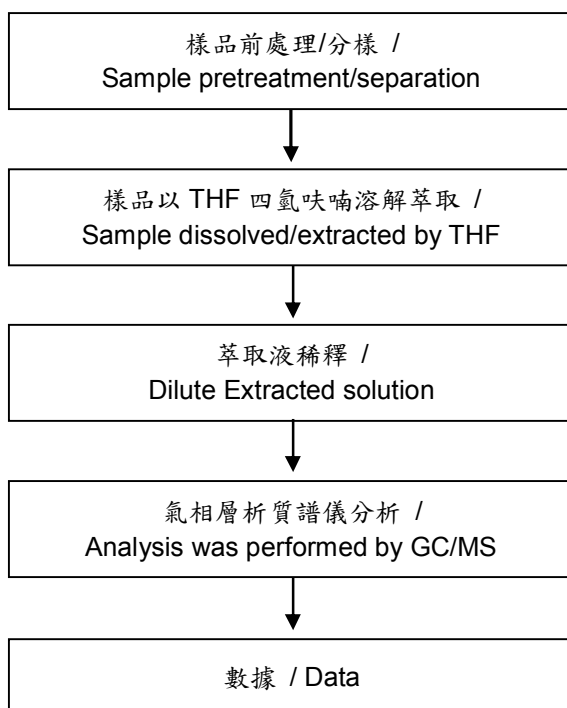 樣品前處理/分樣 /
Sample pretreatment/separation
樣品以 THF 四氫呋喃溶解萃取 /
Sample dissolved/extracted by THF
萃取液稀釋 /
Dilute Extracted solution
氣相層析質譜儀分析 /
Analysis was performed by GC/MS
數據 / Data